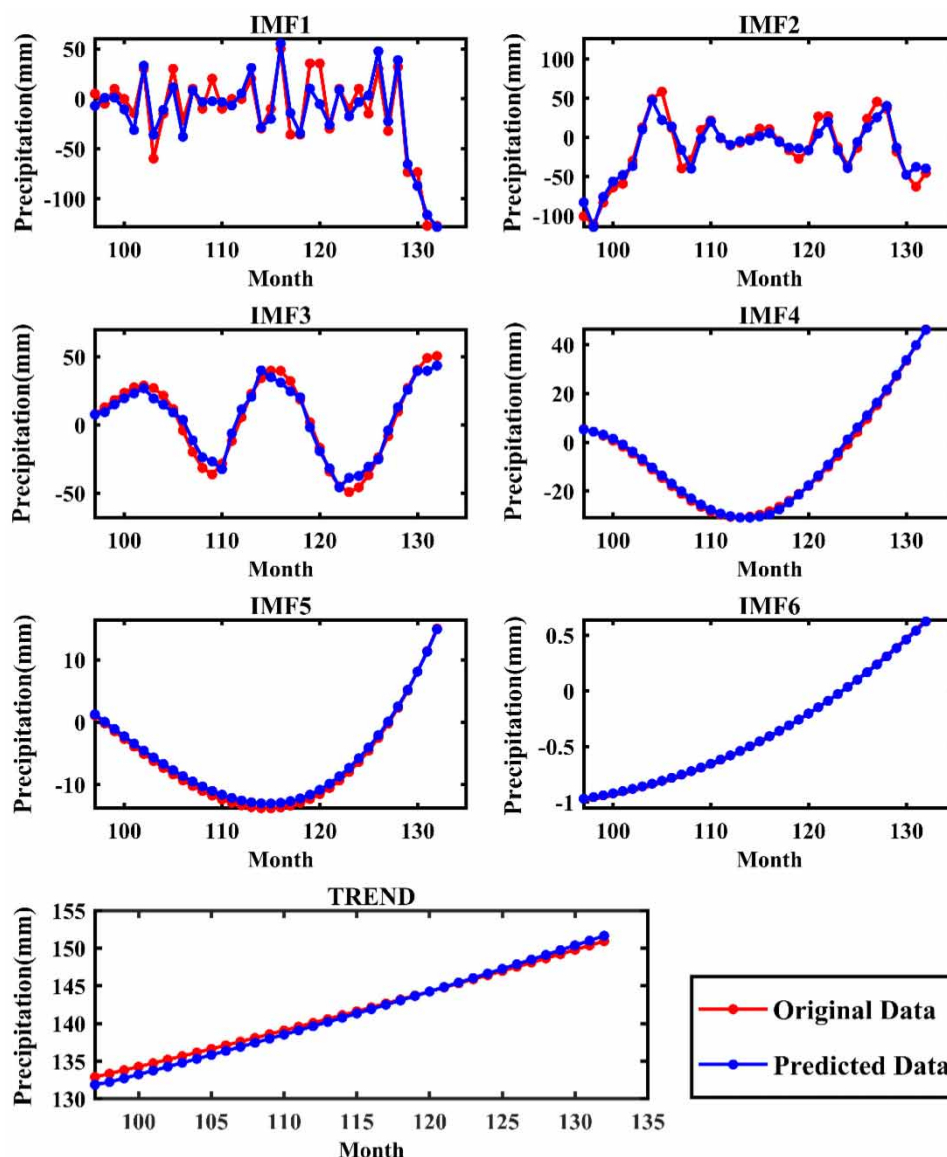 IMF1
Precipitation(mm)
50
0
-50
-100
100
110
120
130
Month
IMF2
Precipitation(mm)
100
50
0
-50
-100
100
110
120
130
Month
IMF3
Precipitation(mm)
50
0
-50
100
110
120
130
Month
IMF4
Precipitation(mm)
40
20
0
-20
100
110
120
130
Month
IMF5
Precipitation(mm)
10
0
-10
100
110
120
130
Month
IMF6
Precipitation(mm)
0.5
0
-0.5
-1
100
110
120
130
Month
TREND
Precipitation(mm)
155
150
145
140
135
130
100
105
110
115
120
125
130
135
Month
Original Data
Predicted Data